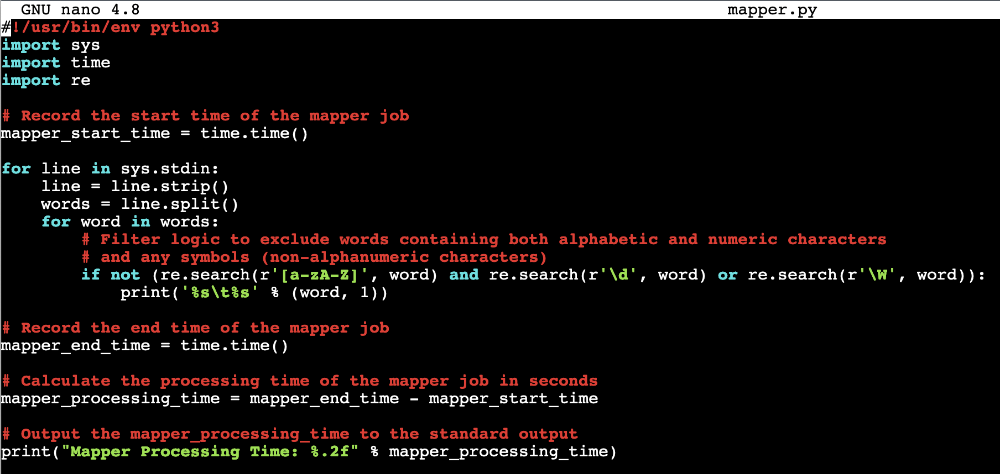 GNU nano 4.8 mapper.py
#!/usr/bin/env python3
import sys
import time
import re

# Record the start time of the mapper job
mapper_start_time = time.time()

for line in sys.stdin:
    line = line.strip()
    words = line.split()
    for word in words:
        # Filter logic to exclude words containing both alphabetic and numeric characters
        # and any symbols (non-alphanumeric characters)
        if not (re.search(r'[a-zA-Z]', word) and re.search(r'\d', word) or re.search(r'\W', word)):
            print('%s\t%s' % (word, 1))

# Record the end time of the mapper job
mapper_end_time = time.time()

# Calculate the processing time of the mapper job in seconds
mapper_processing_time = mapper_end_time - mapper_start_time

# Output the mapper_processing_time to the standard output
print("Mapper Processing Time: %.2f" % mapper_processing_time)